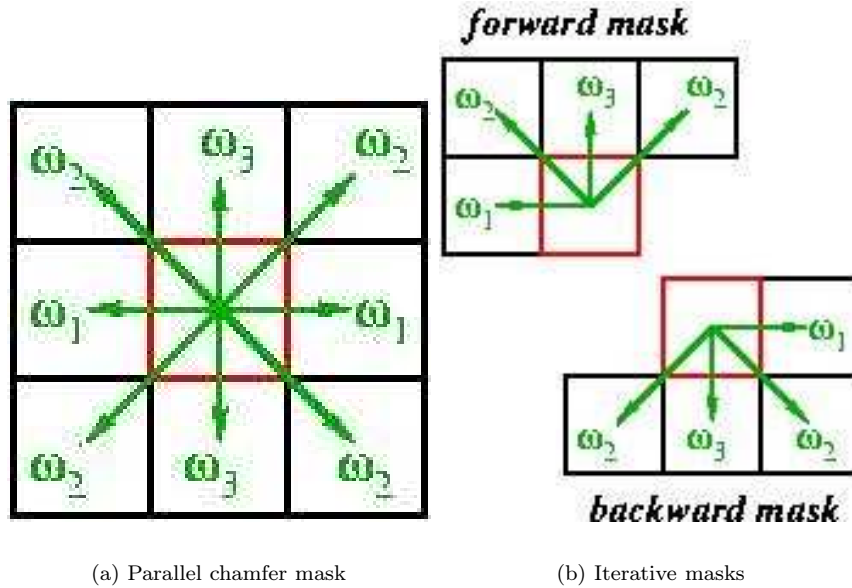 ω₂ ω₃ ω₂
ω₁ ω₁
ω₂ ω₃ ω₂
(a) Parallel chamfer mask
forward mask
ω₂ ω₃ ω₂
ω₁
ω₁
ω₂ ω₃ ω₂
backward mask
(b) Iterative masks